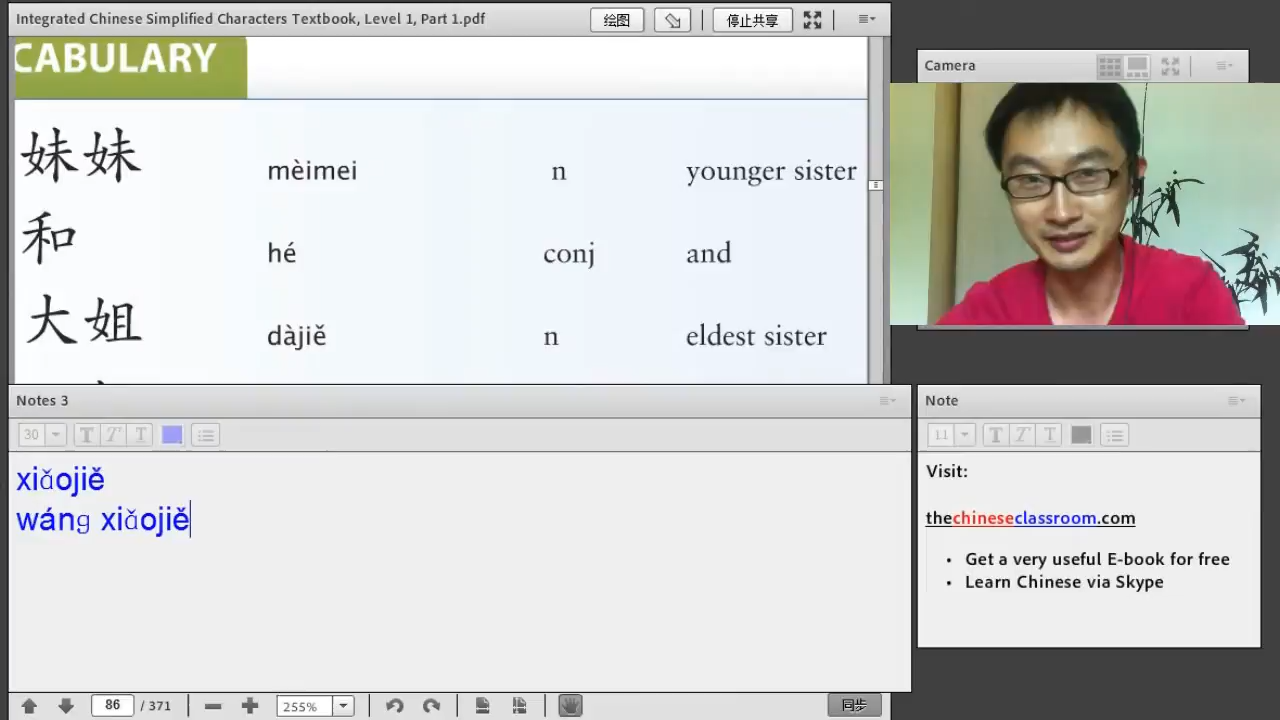 Integrated Chinese Simplified Characters Textbook, Level 1, Part 1.pdf
绘图
停止共享
CABULARY
妹妹 mèimei n younger sister
和 hé conj and
大姐 dàjiě n eldest sister
Camera
Notes 3
30
xiǎojiě
wáng xiǎojiě
Note
11
Visit:
thechineseclassroom.com
• Get a very useful E-book for free
• Learn Chinese via Skype
86 / 371
255%
同步